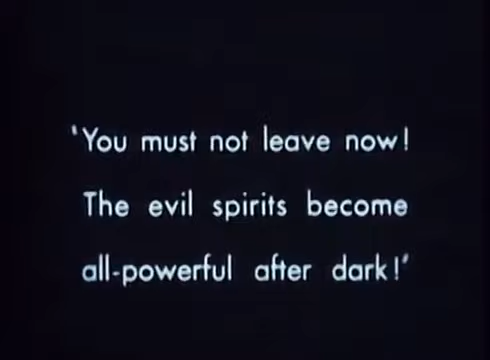 'You must not leave now!
The evil spirits become
all-powerful after dark!'